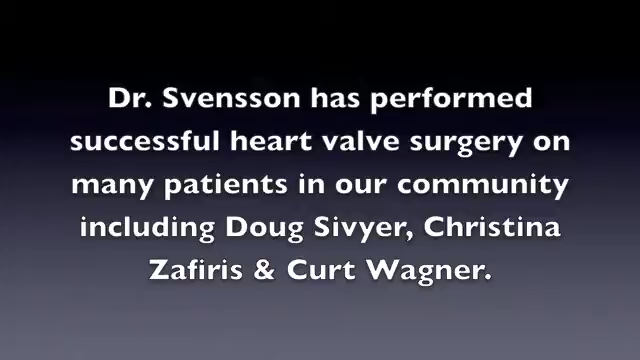 Dr. Svensson has performed
successful heart valve surgery on
many patients in our community
including Doug Sivyer, Christina
Zafiris & Curt Wagner.